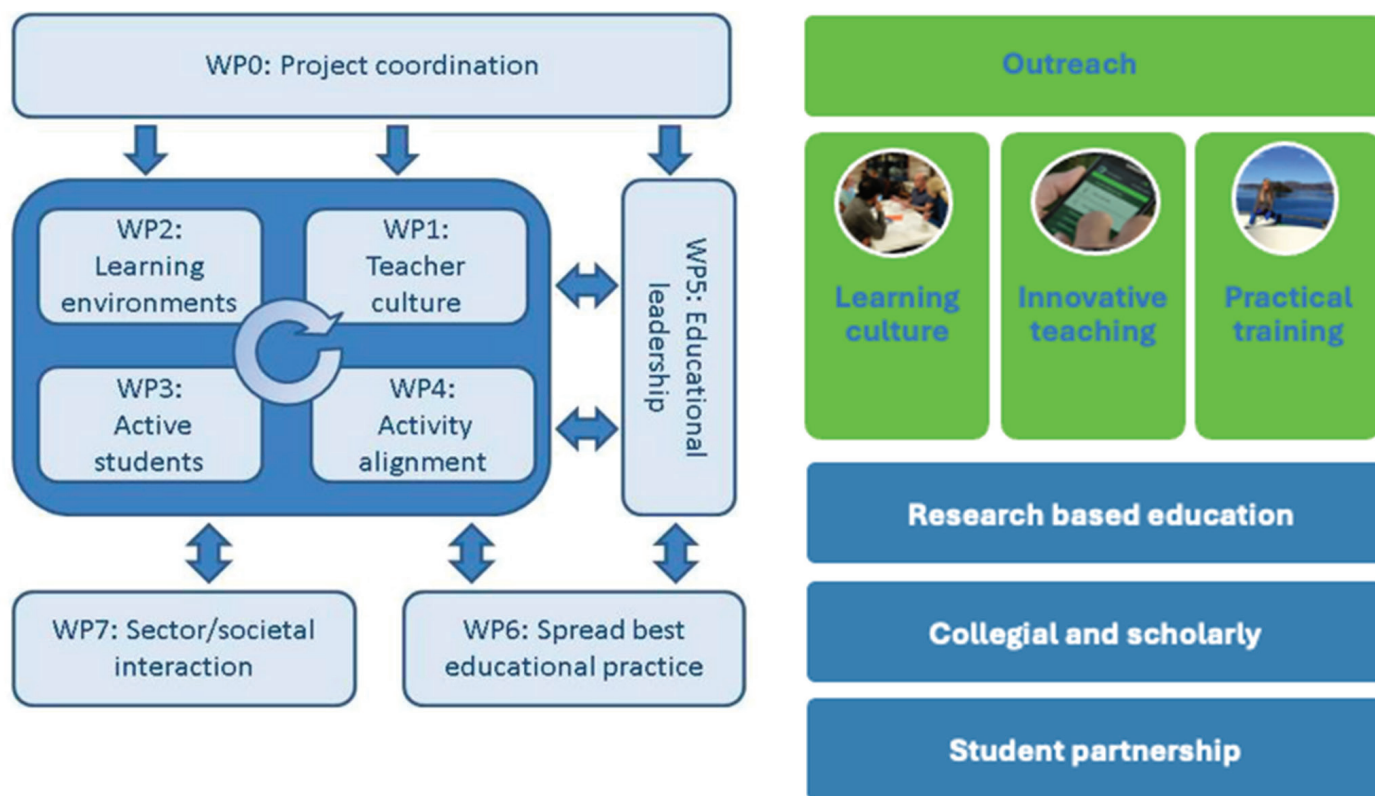 WP0: Project coordination
WP2:
Learning
environments
WP1:
Teacher
culture
WP3:
Active
students
WP4:
Activity
alignment
WP5: Educational
leadership
WP7: Sector/societal
interaction
WP6: Spread best
educational practice
Outreach
Learning
culture
Innovative
teaching
Practical
training
Research based education
Collegial and scholarly
Student partnership